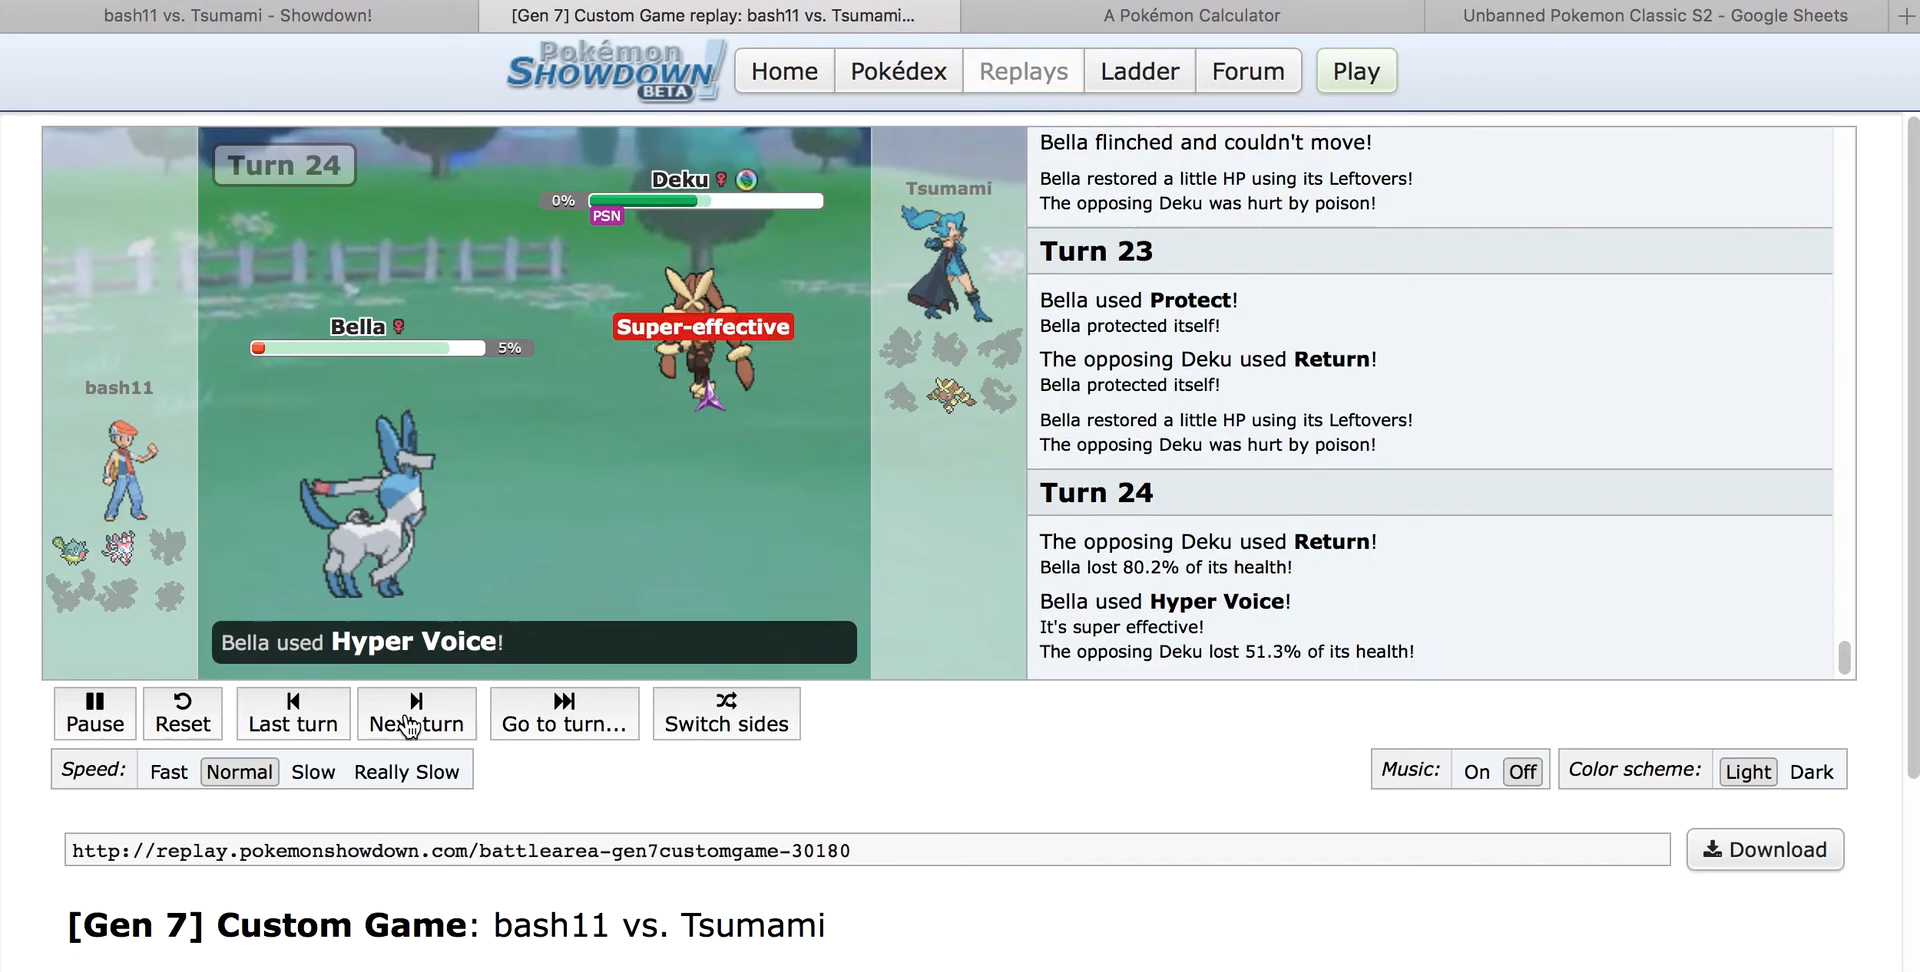 bash11 vs. Tsumami - Showdown!
[Gen 7] Custom Game replay: bash11 vs. Tsumami...
A Pokémon Calculator
Unbanned Pokemon Classic S2 - Google Sheets
Pokémon
SHOWDOWN!
BETA
Home
Pokédex
Replays
Ladder
Forum
Play
Turn 24
Deku
0%
PSN
Super-effective
Bella
5%
bash11
Tsumami
Bella used Hyper Voice!
Bella flinched and couldn't move!
Bella restored a little HP using its Leftovers!
The opposing Deku was hurt by poison!
Turn 23
Bella used Protect!
Bella protected itself!
The opposing Deku used Return!
Bella protected itself!
Bella restored a little HP using its Leftovers!
The opposing Deku was hurt by poison!
Turn 24
The opposing Deku used Return!
Bella lost 80.2% of its health!
Bella used Hyper Voice!
It's super effective!
The opposing Deku lost 51.3% of its health!
Pause
Reset
Last turn
Next turn
Go to turn...
Switch sides
Speed:
Fast
Normal
Slow
Really Slow
Music:
On
Off
Color scheme:
Light
Dark
http://replay.pokemonshowdown.com/battlearea-gen7customgame-30180
Download
[Gen 7] Custom Game: bash11 vs. Tsumami